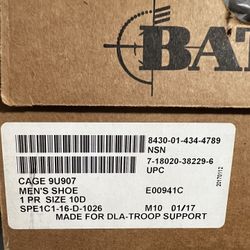 BAT
8430-01-434-4789
NSN
7-18020-38229-6
UPC
20170112
CAGE 9U907
MEN'S SHOE
E00941C
1 PR SIZE 10D
SPE1C1-16-D-1026
M10 01/17
MADE FOR DLA-TROOP SUPPORT